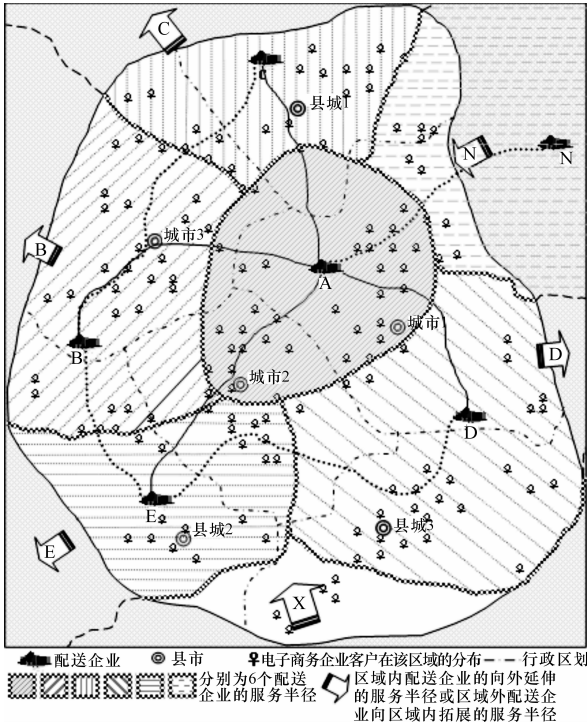 C
C
县城1
N
N
城市3
B
A
城市1
B
D
城市2
D
E
县城2
县城3
E
X
配送企业
县市
电子商务企业客户在该区域的分布
行政区划
分别为6个配送
企业的服务半径
区域内配送企业的向外延伸
的服务半径或区域外配送企
业向区域内拓展的服务半径